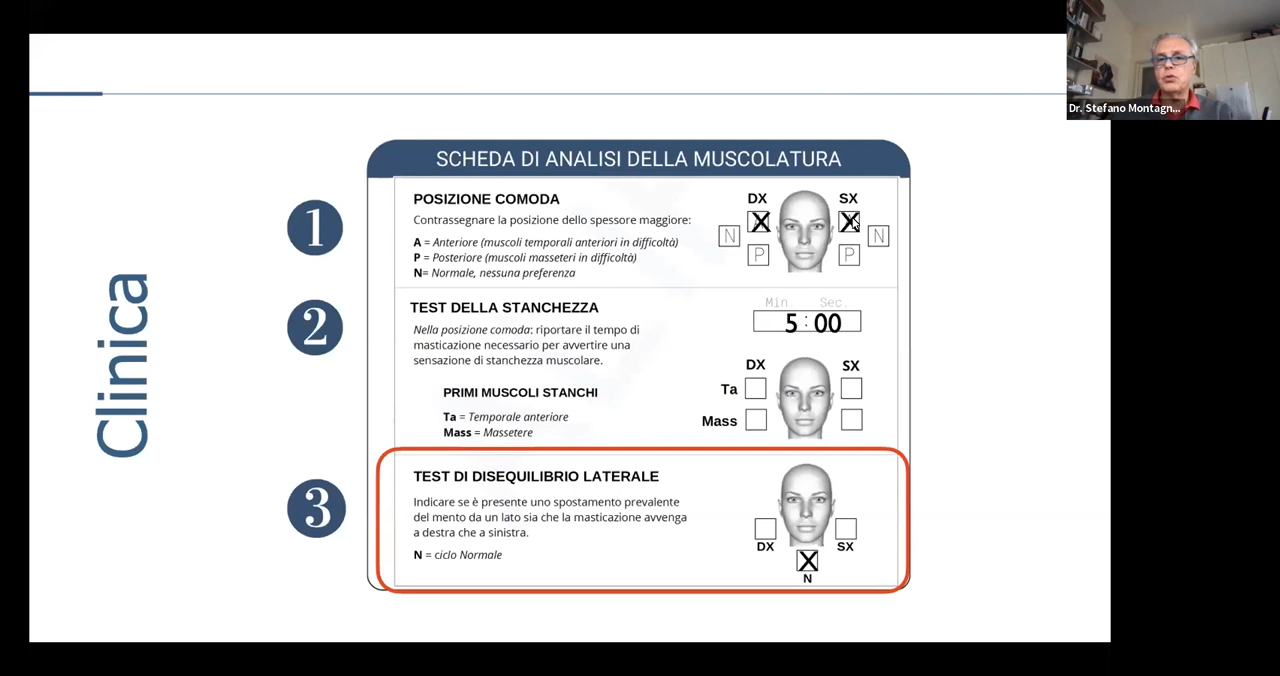 Dr. Stefano Montagn...
Clinica
SCHEDA DI ANALISI DELLA MUSCOLATURA
1
POSIZIONE COMODA
Contrassegnare la posizione dello spessore maggiore:
A = Anteriore (muscoli temporali anteriori in difficoltà)
P = Posteriore (muscoli masseteri in difficoltà)
N= Normale, nessuna preferenza
DX SX
N X X N
P P
2
TEST DELLA STANCHEZZA
Nella posizione comoda: riportare il tempo di
masticazione necessario per avvertire una
sensazione di stanchezza muscolare.
Min. Sec.
5 : 00
PRIMI MUSCOLI STANCHI
Ta = Temporale anteriore
Mass = Massetere
DX SX
Ta
Mass
3
TEST DI DISEQUILIBRIO LATERALE
Indicare se è presente uno spostamento prevalente
del mento da un lato sia che la masticazione avvenga
a destra che a sinistra.
N = ciclo Normale
DX SX
X
N